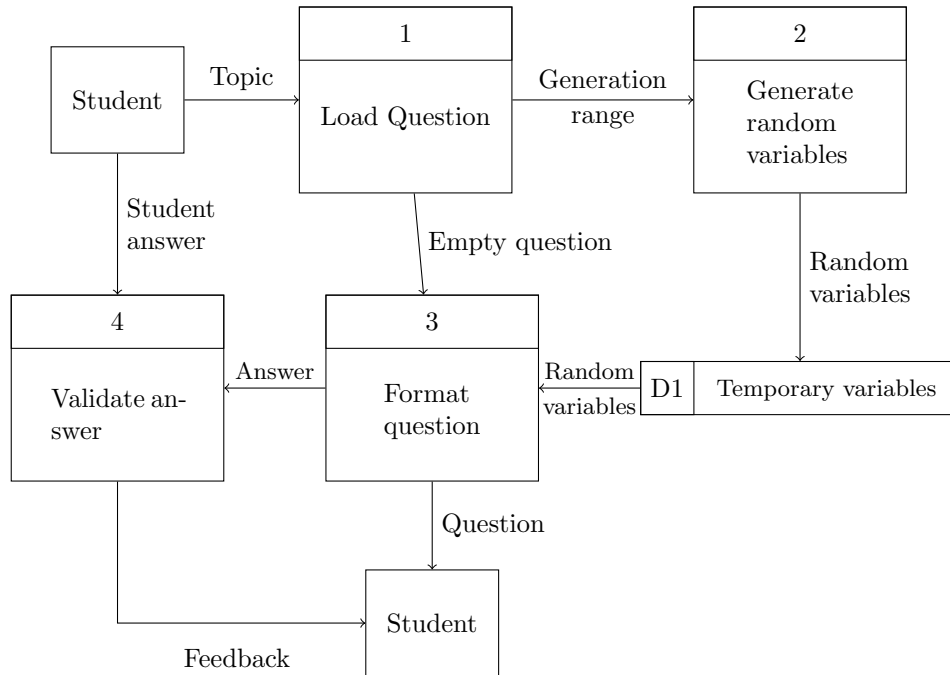 1
2
Student
Topic
Load Question
Generation
range
Generate
random
variables
Student
answer
Empty question
Random
variables
4
3
Validate an-
swer
Answer
Format
question
Random
variables
D1
Temporary variables
Question
Student
Feedback